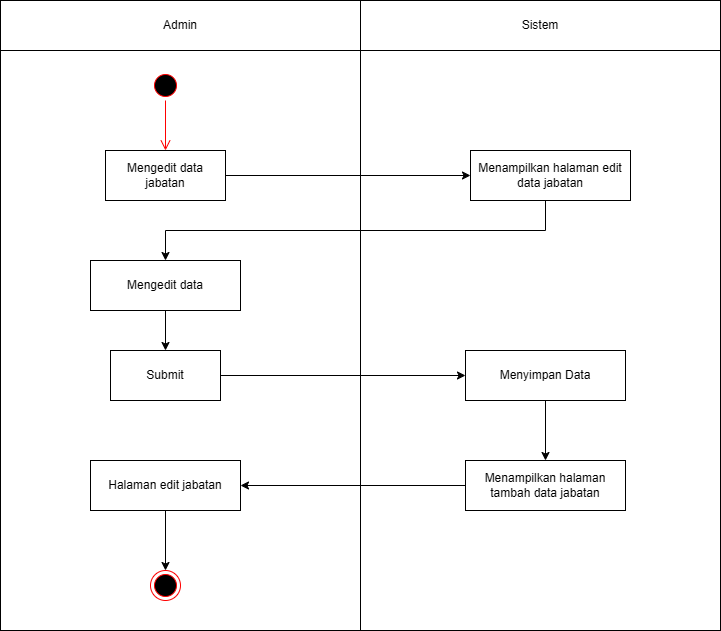 Admin
Sistem
Mengedit data
jabatan
Menampilkan halaman edit
data jabatan
Mengedit data
Submit
Menyimpan Data
Halaman edit jabatan
Menampilkan halaman
tambah data jabatan